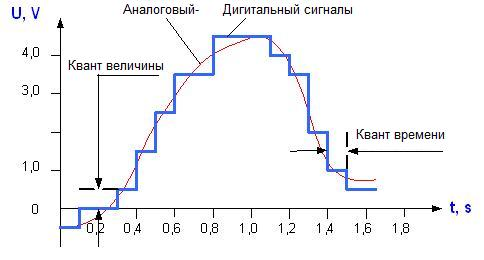 U, V
Аналоговый-
Дигитальный сигналы
4,0
Квант величины
3,0
Квант времени
1,0
0
t, s
0,2 0,4 0,6 0,8 1,0 1,2 1,4 1,6 1,8